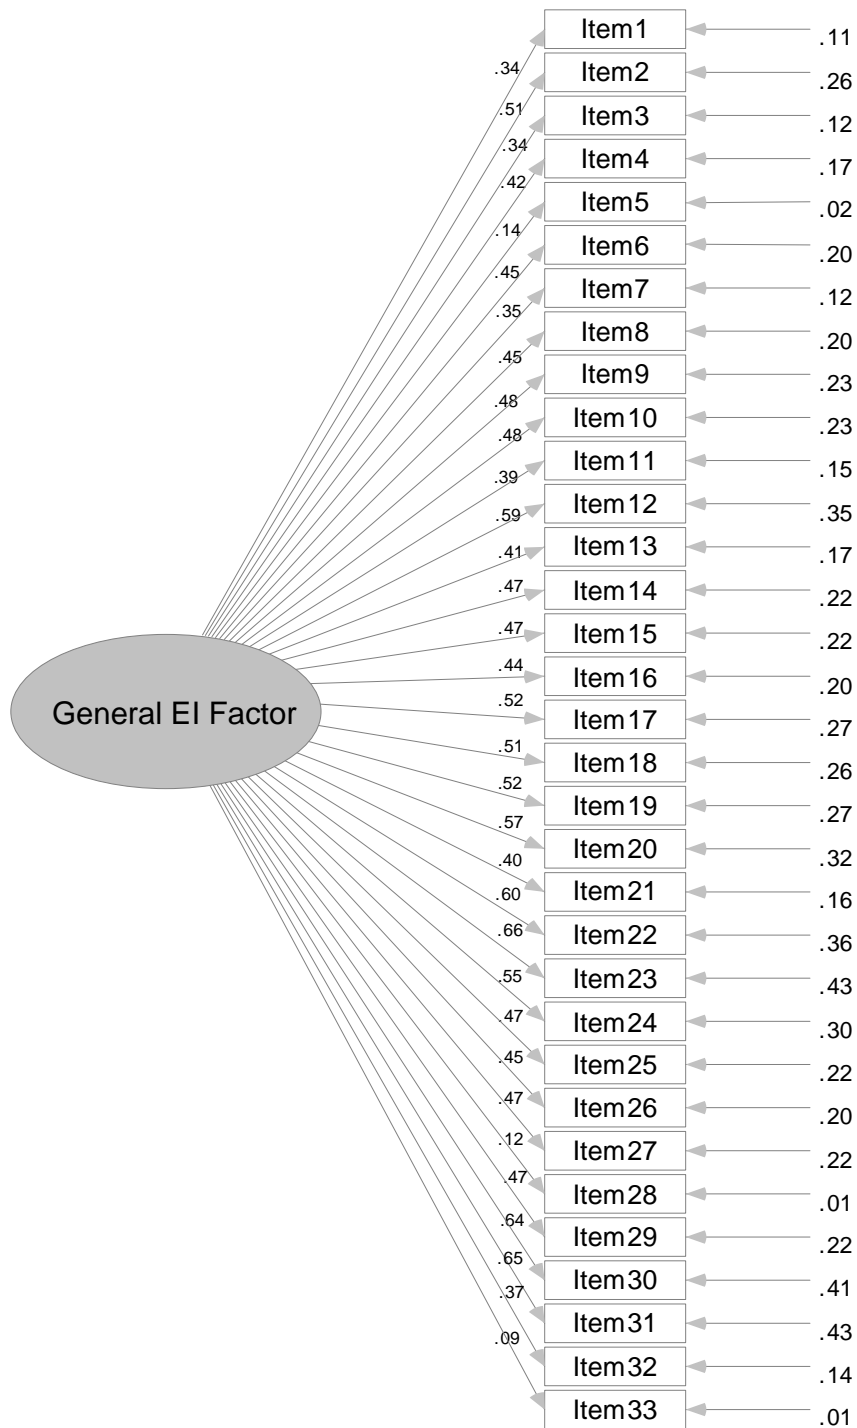 Item1
.11
.34
Item2
.26
.51
Item3
.12
.34
Item4
.17
.42
Item5
.02
.14
Item6
.20
.45
Item7
.12
.35
Item8
.20
.45
Item9
.23
.48
Item10
.23
.48
Item11
.15
.39
Item12
.35
.59
Item13
.17
.41
Item14
.22
.47
Item15
.22
.47
Item16
.20
.44
General EI Factor
Item17
.27
.52
Item18
.26
.51
Item19
.27
.52
Item20
.32
.57
Item21
.16
.40
Item22
.36
.60
Item23
.43
.66
Item24
.30
.55
Item25
.22
.47
Item26
.20
.45
Item27
.22
.47
Item28
.01
.12
Item29
.22
.47
Item30
.41
.64
Item31
.43
.65
Item32
.14
.37
Item33
.01
.09